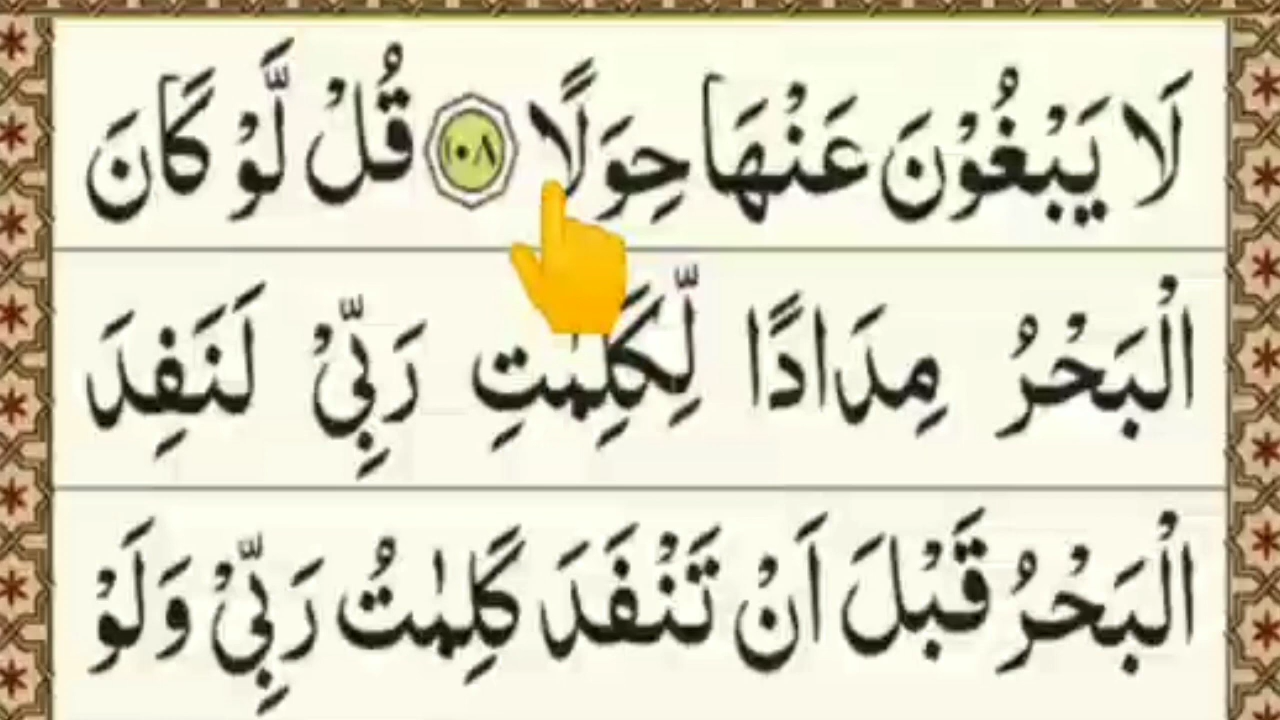 لَا يَبْغُوْنَ عَنْهَا حِوَلًا ۝١٠٨ قُلْ لَّوْ كَانَ
الْبَحْرُ مِدَادًا لِّكَلِمٰتِ رَبِّیْ لَنَفِدَ
الْبَحْرُ قَبْلَ اَنْ تَنْفَدَ كَلِمٰتُ رَبِّیْ وَلَوْ